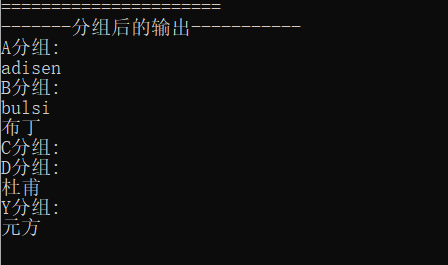 ======================
-------分组后的输出-----------
A分组:
adisen
B分组:
bulsi
布丁
C分组:
D分组:
杜甫
Y分组:
元方